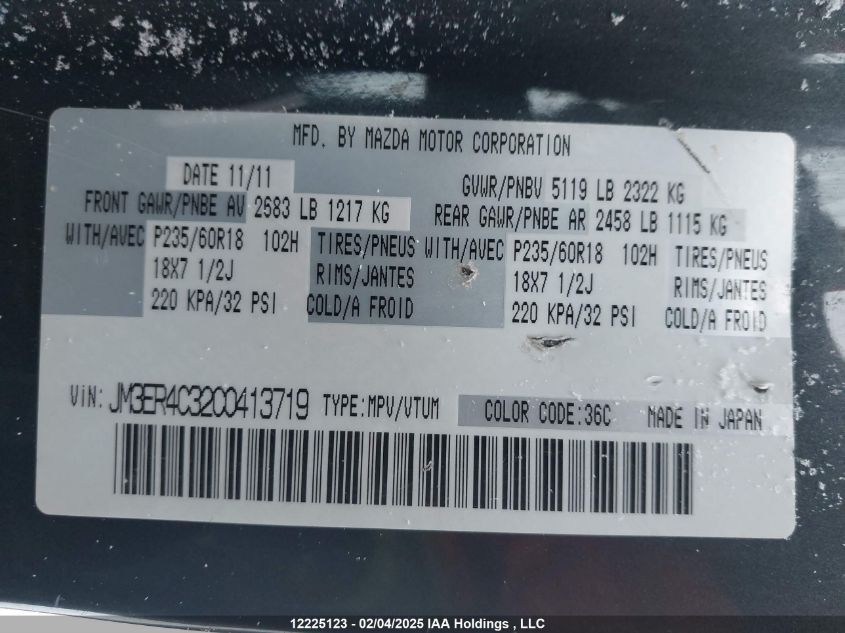 MFD. BY MAZDA MOTOR CORPORATION
DATE 11/11
GVWR/PNBV 5119 LB 2322 KG
FRONT GAWR/PNBE AV 2683 LB 1217 KG
REAR GAWR/PNBE AR 2458 LB 1115 KG
WITH/AVEC P235/60R18 102H TIRES/PNEUS WITH/AVEC P235/60R18 102H TIRES/PNEUS
18X7 1/2J RIMS/JANTES 18X7 1/2J RIMS/JANTES
220 KPA/32 PSI COLD/A FROID 220 KPA/32 PSI COLD/A FROID
VIN: JM3ER4C32C0413719 TYPE:MPV/VTUM COLOR CODE:36C MADE IN JAPAN
12225123 - 02/04/2025 IAA Holdings , LLC